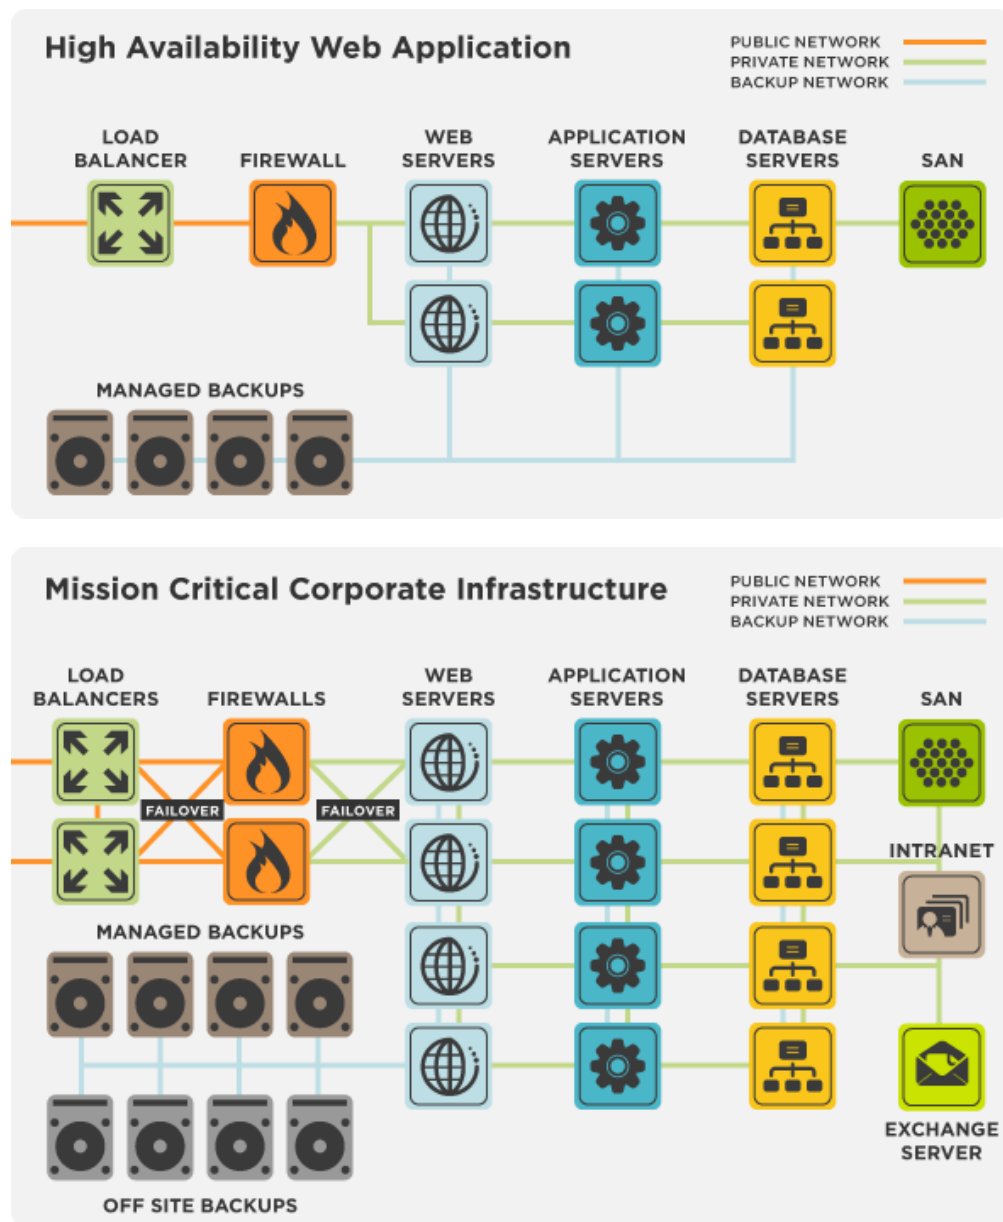 High Availability Web Application
PUBLIC NETWORK
PRIVATE NETWORK
BACKUP NETWORK
LOAD
BALANCER
FIREWALL
WEB
SERVERS
APPLICATION
SERVERS
DATABASE
SERVERS
SAN
MANAGED BACKUPS
Mission Critical Corporate Infrastructure
PUBLIC NETWORK
PRIVATE NETWORK
BACKUP NETWORK
LOAD
BALANCERS
FIREWALLS
WEB
SERVERS
APPLICATION
SERVERS
DATABASE
SERVERS
SAN
FAILOVER
FAILOVER
INTRANET
MANAGED BACKUPS
EXCHANGE
SERVER
OFF SITE BACKUPS